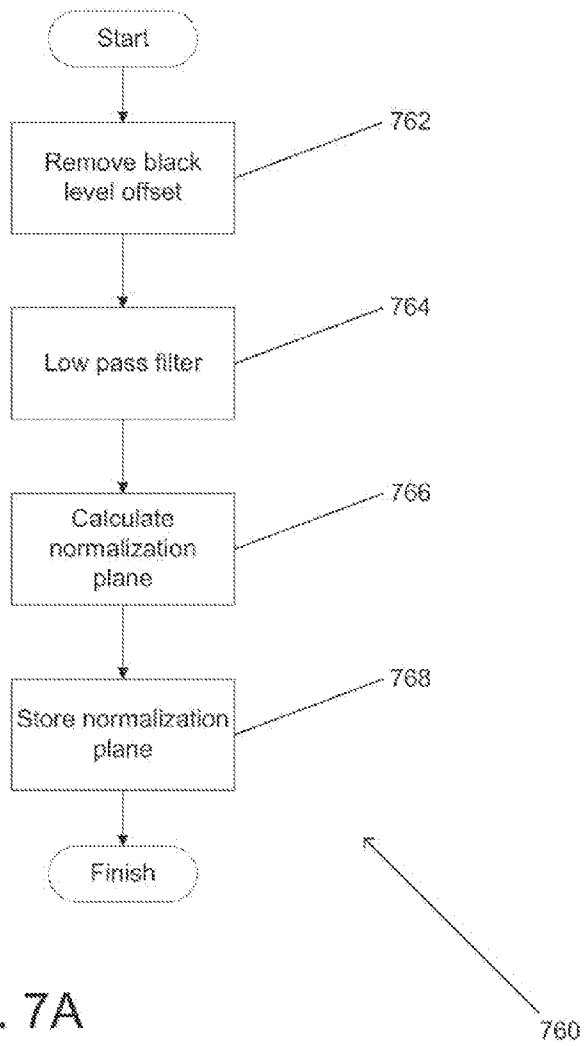 Start
762
Remove black
level offset
764
Low pass filter
766
Calculate
normalization
plane
768
Store normalization
plane
Finish
. 7A
760